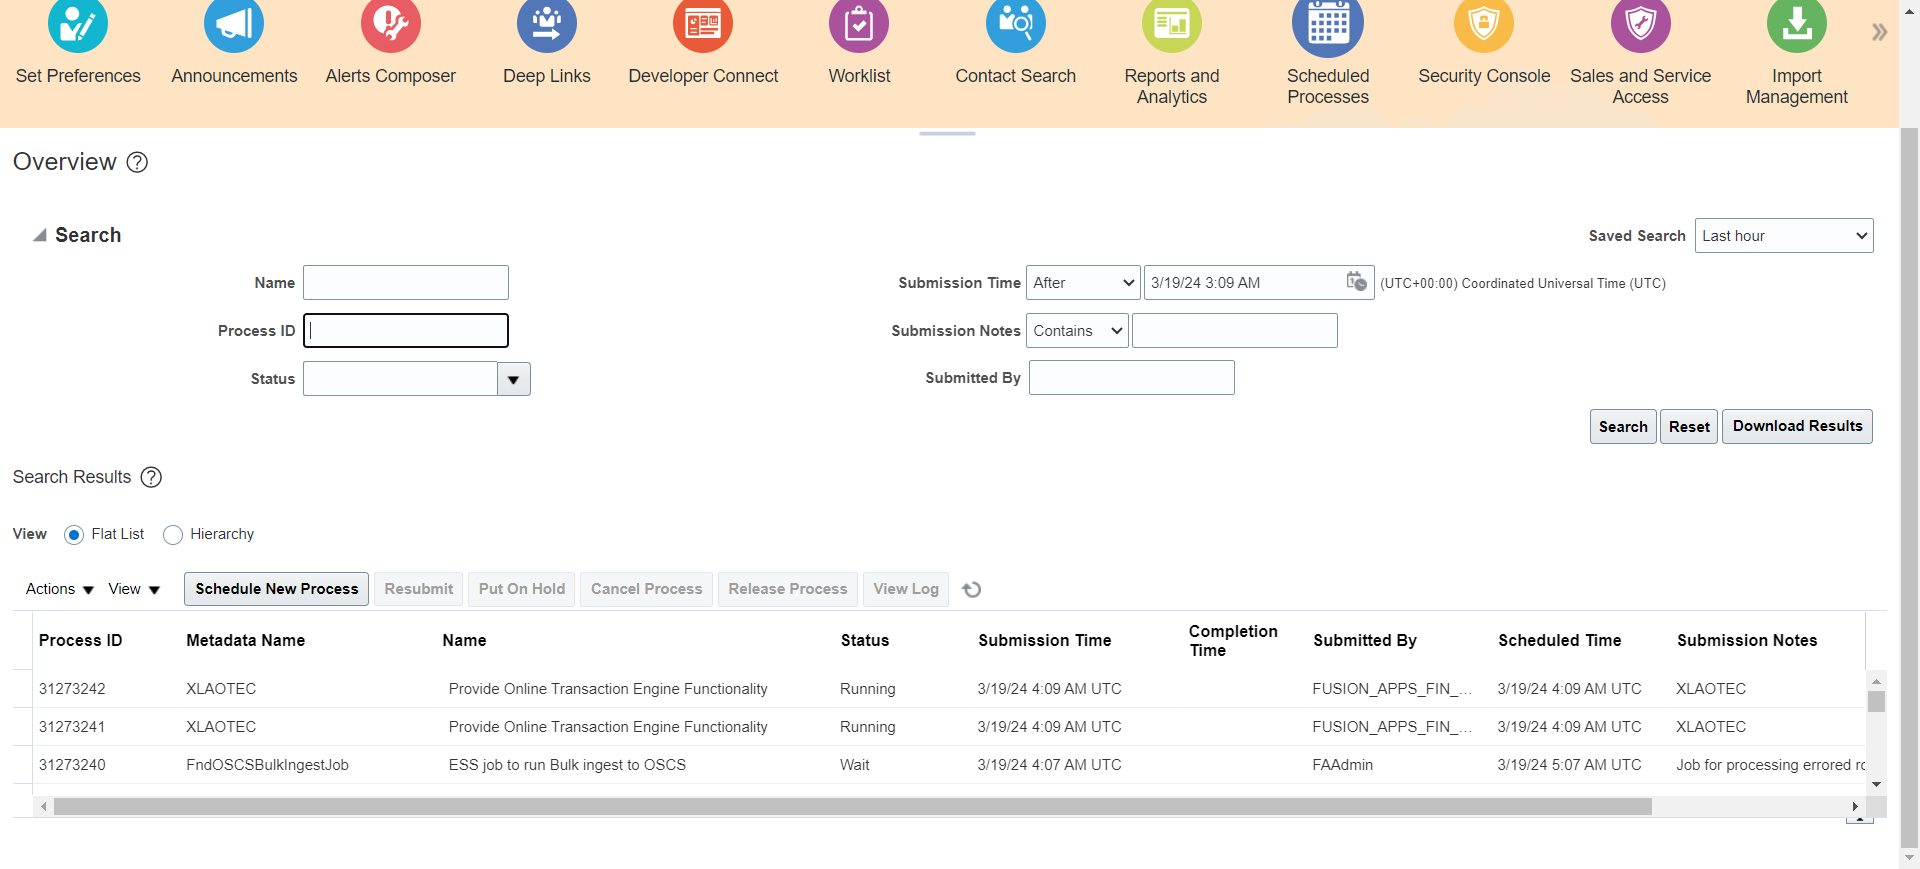 Set Preferences
Announcements
Alerts Composer
Deep Links
Developer Connect
Worklist
Contact Search
Reports and
Analytics
Scheduled
Processes
Security Console
Sales and Service
Access
Import
Management
Overview ?
Search
Saved Search Last hour
Name
Submission Time After 3/19/24 3:09 AM (UTC+00:00) Coordinated Universal Time (UTC)
Process ID
Submission Notes Contains
Status
Submitted By
Search Reset Download Results
Search Results ?
View Flat List Hierarchy
Actions View Schedule New Process Resubmit Put On Hold Cancel Process Release Process View Log
Process ID Metadata Name Name Status Submission Time Completion Time Submitted By Scheduled Time Submission Notes
31273242 XLAOTEC Provide Online Transaction Engine Functionality Running 3/19/24 4:09 AM UTC FUSION_APPS_FIN_... 3/19/24 4:09 AM UTC XLAOTEC
31273241 XLAOTEC Provide Online Transaction Engine Functionality Running 3/19/24 4:09 AM UTC FUSION_APPS_FIN_... 3/19/24 4:09 AM UTC XLAOTEC
31273240 FndOSCSBulkIngestJob ESS job to run Bulk ingest to OSCS Wait 3/19/24 4:07 AM UTC FAAdmin 3/19/24 5:07 AM UTC Job for processing errored